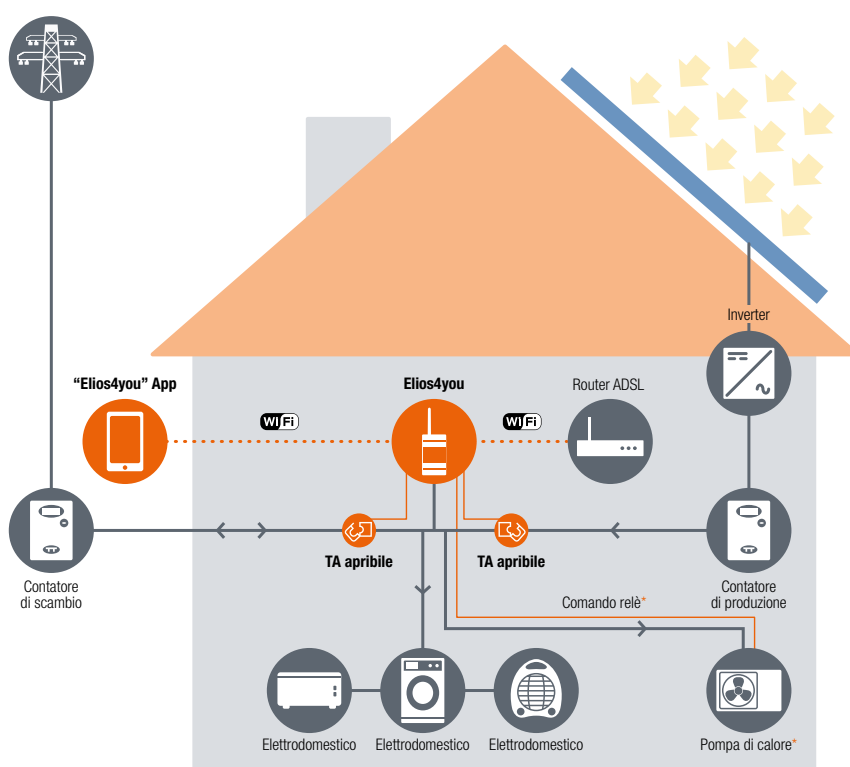 Inverter
“Elios4you” App
Elios4you
Router ADSL
WiFi
WiFi
TA apribile
TA apribile
Contatore
di scambio
Contatore
di produzione
Comando relè*
Elettrodomestico
Elettrodomestico
Elettrodomestico
Pompa di calore*